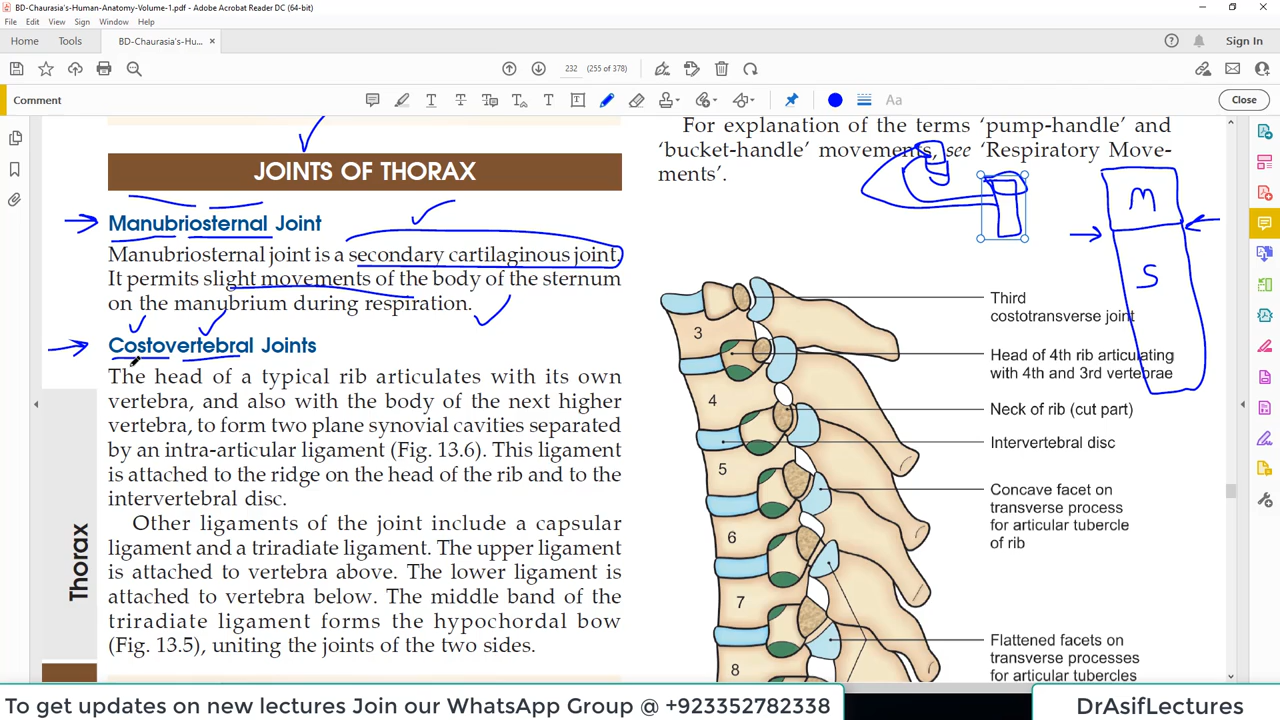 BD-Chaurasia's-Human-Anatomy-Volume-1.pdf - Adobe Acrobat Reader DC (64-bit)
File Edit View Sign Window Help
Home Tools BD-Chaurasia's-Hu... × Sign In
232 (255 of 378)
Comment Aa Close
JOINTS OF THORAX
Manubriosternal Joint
Manubriosternal joint is a secondary cartilaginous joint.
It permits slight movements of the body of the sternum
on the manubrium during respiration.
Costovertebral Joints
The head of a typical rib articulates with its own
vertebra, and also with the body of the next higher
vertebra, to form two plane synovial cavities separated
by an intra-articular ligament (Fig. 13.6). This ligament
is attached to the ridge on the head of the rib and to the
intervertebral disc.
Other ligaments of the joint include a capsular
ligament and a triradiate ligament. The upper ligament
is attached to vertebra above. The lower ligament is
attached to vertebra below. The middle band of the
triradiate ligament forms the hypochordal bow
(Fig. 13.5), uniting the joints of the two sides.
Thorax
For explanation of the terms ‘pump-handle’ and
‘bucket-handle’ movements, see ‘Respiratory Move-
ments’.
M
S
3
4
5
6
7
8
Third
costotransverse joint
Head of 4th rib articulating
with 4th and 3rd vertebrae
Neck of rib (cut part)
Intervertebral disc
Concave facet on
transverse process
for articular tubercle
of rib
Flattened facets on
transverse processes
for articular tubercles
To get updates on new lectures Join our WhatsApp Group @ +923352782338
DrAsifLectures